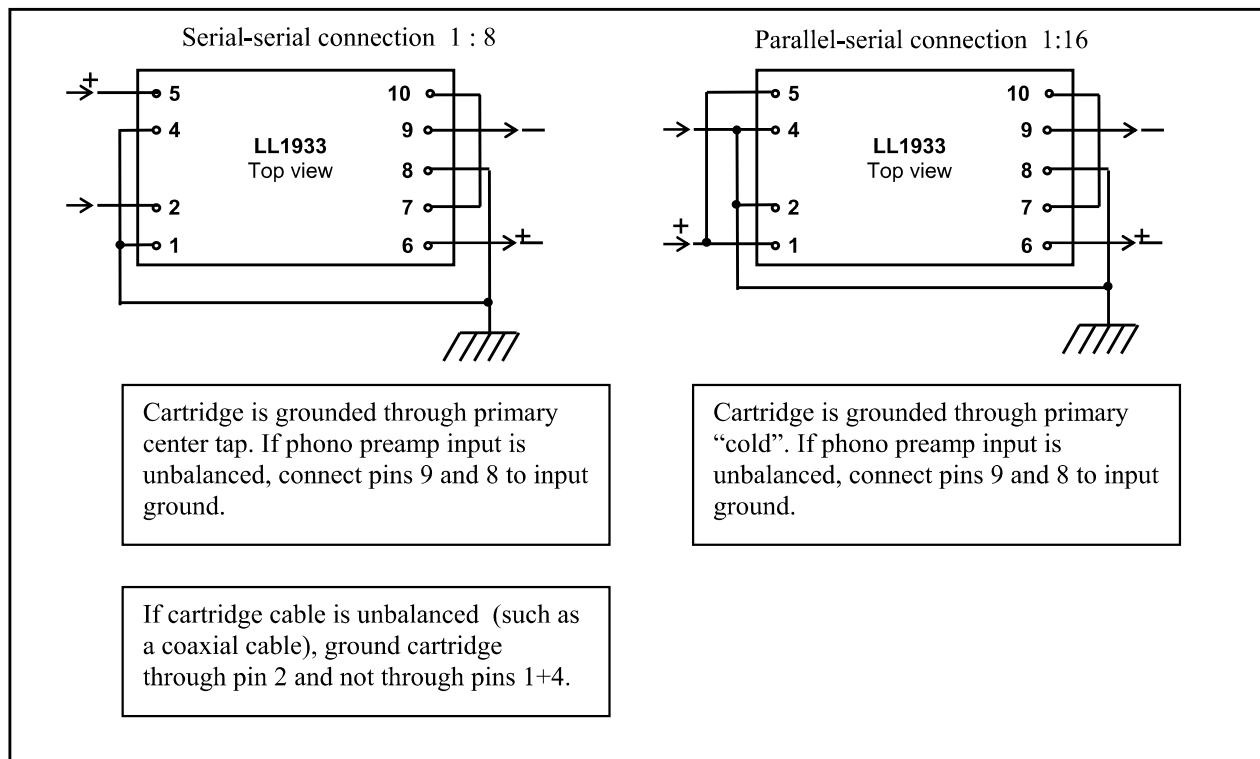 Serial-serial connection 1 : 8
+
5
4
2
1
LL1933
Top view
10
9
8
7
6
—
+
—
Parallel-serial connection 1:16
5
4
2
+
1
LL1933
Top view
10
9
8
7
6
—
+
—
Cartridge is grounded through primary
center tap. If phono preamp input is
unbalanced, connect pins 9 and 8 to input
ground.
Cartridge is grounded through primary
“cold”. If phono preamp input is
unbalanced, connect pins 9 and 8 to input
ground.
If cartridge cable is unbalanced (such as
a coaxial cable), ground cartridge
through pin 2 and not through pins 1+4.